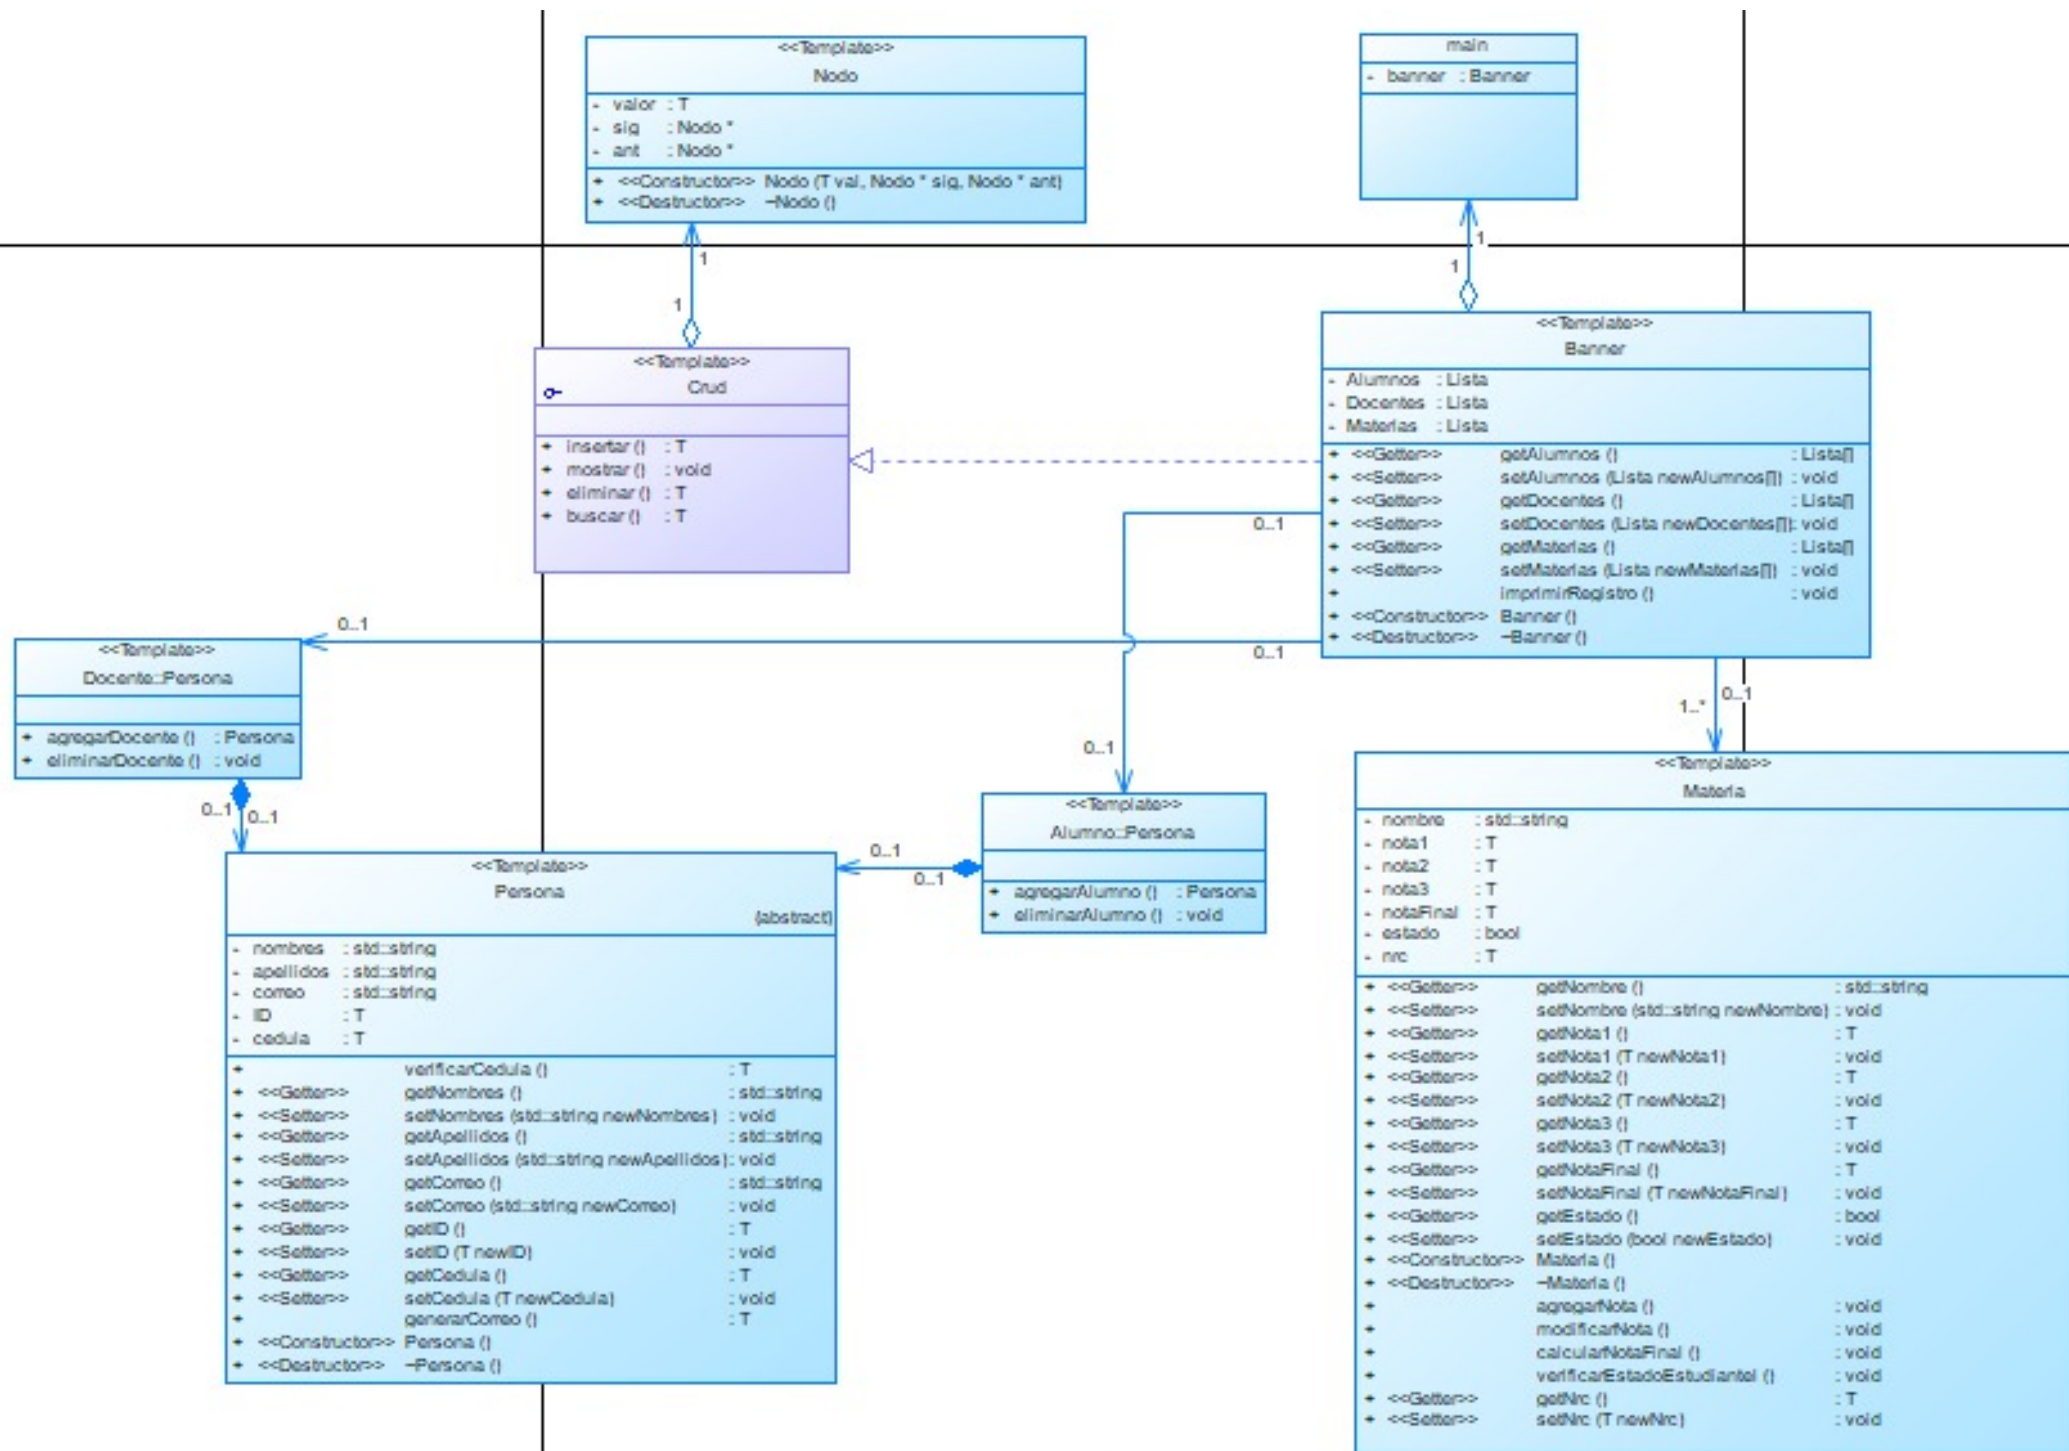 <<Template>>
Nodo
- valor : T
- sig : Nodo *
- ant : Nodo *
+ <<Constructor>> Nodo (T val, Nodo * sig, Nodo * ant)
+ <<Destructor>> ~Nodo ()
main
- banner : Banner
1
1
1
1
<<Template>>
Crud
+ insertar () : T
+ mostrar () : void
+ eliminar () : T
+ buscar () : T
<<Template>>
Banner
- Alumnos : Lista
- Docentes : Lista
- Materias : Lista
+ <<Getter>> getAlumnos () : Lista[]
+ <<Setter>> setAlumnos (Lista newAlumnos[]) : void
+ <<Getter>> getDocentes () : Lista[]
+ <<Setter>> setDocentes (Lista newDocentes[]) : void
+ <<Getter>> getMaterias () : Lista[]
+ <<Setter>> setMaterias (Lista newMaterias[]) : void
+ imprimirRegistro () : void
+ <<Constructor>> Banner ()
+ <<Destructor>> ~Banner ()
0..1
0..1
0..1
0..1
1..*
0..1
<<Template>>
Docente::Persona
+ agregarDocente () : Persona
+ eliminarDocente () : void
0..1
0..1
<<Template>>
Alumno::Persona
+ agregarAlumno () : Persona
+ eliminarAlumno () : void
0..1
0..1
<<Template>>
Persona
{abstract}
- nombres : std::string
- apellidos : std::string
- correo : std::string
- ID : T
- cedula : T
+ verificarCedula () : T
+ <<Getter>> getNombres () : std::string
+ <<Setter>> setNombres (std::string newNombres) : void
+ <<Getter>> getApellidos () : std::string
+ <<Setter>> setApellidos (std::string newApellidos) : void
+ <<Getter>> getCorreo () : std::string
+ <<Setter>> setCorreo (std::string newCorreo) : void
+ <<Getter>> getID () : T
+ <<Setter>> setID (T newID) : void
+ <<Getter>> getCedula () : T
+ <<Setter>> setCedula (T newCedula) : void
+ generarCorreo () : T
+ <<Constructor>> Persona ()
+ <<Destructor>> ~Persona ()
<<Template>>
Materia
- nombre : std::string
- nota1 : T
- nota2 : T
- nota3 : T
- notaFinal : T
- estado : bool
- nrc : T
+ <<Getter>> getNombre () : std::string
+ <<Setter>> setNombre (std::string newNombre) : void
+ <<Getter>> getNota1 () : T
+ <<Setter>> setNota1 (T newNota1) : void
+ <<Getter>> getNota2 () : T
+ <<Setter>> setNota2 (T newNota2) : void
+ <<Getter>> getNota3 () : T
+ <<Setter>> setNota3 (T newNota3) : void
+ <<Getter>> getNotaFinal () : T
+ <<Setter>> setNotaFinal (T newNotaFinal) : void
+ <<Getter>> getEstado () : bool
+ <<Setter>> setEstado (bool newEstado) : void
+ <<Constructor>> Materia ()
+ <<Destructor>> ~Materia ()
+ agregarNota () : void
+ modificarNota () : void
+ calcularNotaFinal () : void
+ verificarEstadoEstudiantel () : void
+ <<Getter>> getNrc () : T
+ <<Setter>> setNrc (T newNrc) : void